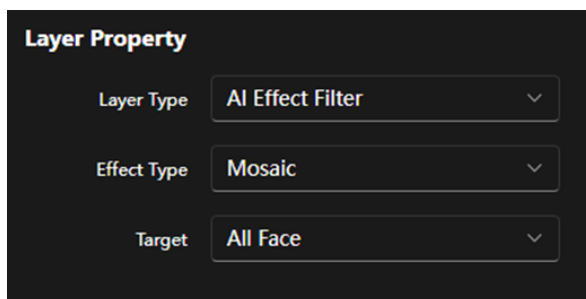 Layer Property
Layer Type AI Effect Filter
Effect Type Mosaic
Target All Face